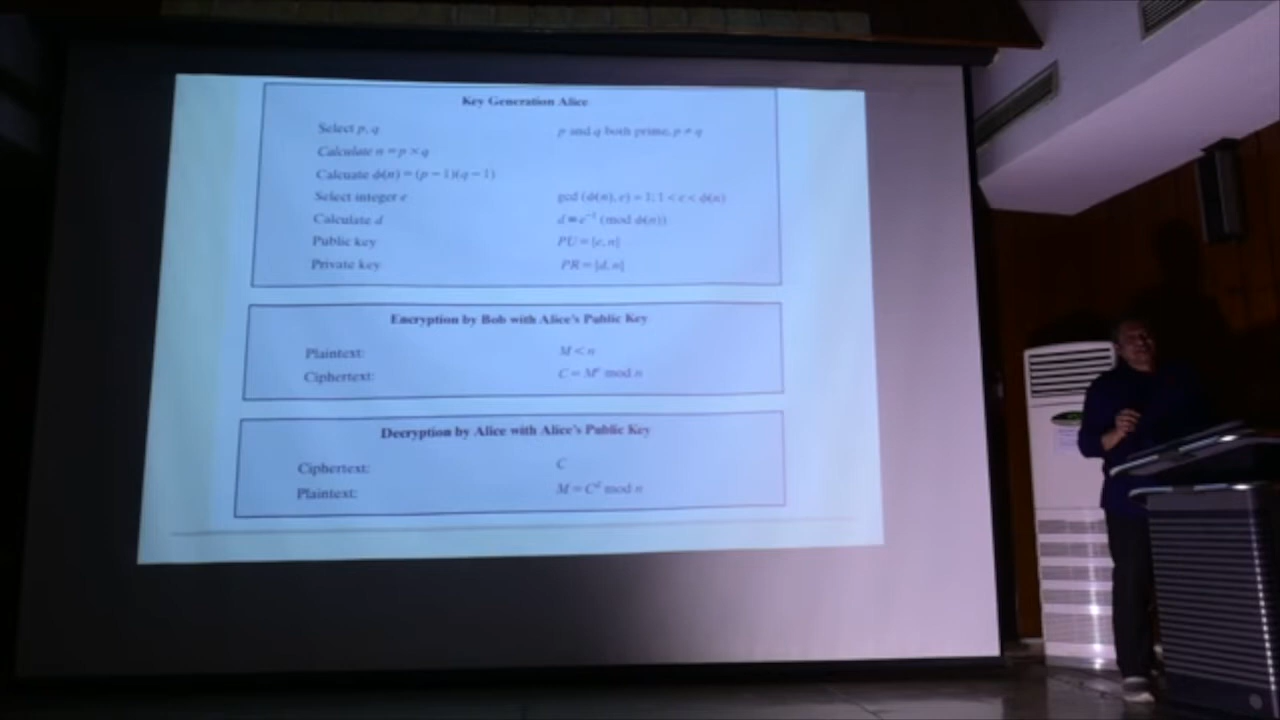 Key Generation Alice
Select p, q p and q both prime, p ≠ q
Calculate n = p × q
Calcuate ϕ(n) = (p − 1)(q − 1)
Select integer e gcd (ϕ(n), e) = 1; 1 < e < ϕ(n)
Calculate d d ≡ e⁻¹ (mod ϕ(n))
Public key PU = {e, n}
Private key PR = {d, n}
Encryption by Bob with Alice's Public Key
Plaintext: M < n
Ciphertext: C = Mᵉ mod n
Decryption by Alice with Alice's Public Key
Ciphertext: C
Plaintext: M = Cᵈ mod n